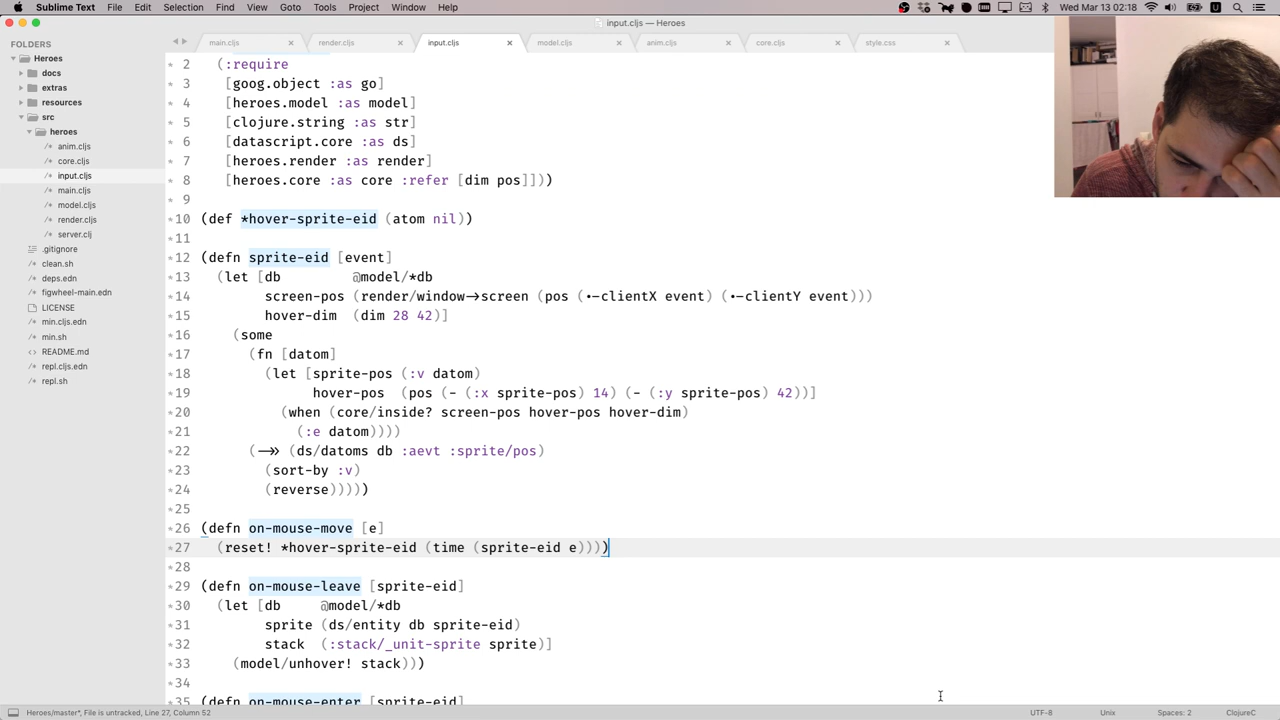 Sublime Text File Edit Selection Find View Goto Tools Project Window Help Wed Mar 13 02:18
input.cljs — Heroes
FOLDERS
Heroes
docs
extras
resources
src
heroes
anim.cljs
core.cljs
input.cljs
main.cljs
model.cljs
render.cljs
server.clj
.gitignore
clean.sh
deps.edn
figwheel-main.edn
LICENSE
min.cljs.edn
min.sh
README.md
repl.cljs.edn
repl.sh
main.cljs render.cljs input.cljs model.cljs anim.cljs core.cljs style.css
2 (:require
3 [goog.object :as go]
4 [heroes.model :as model]
5 [clojure.string :as str]
6 [datascript.core :as ds]
7 [heroes.render :as render]
8 [heroes.core :as core :refer [dim pos]]))
9
10 (def *hover-sprite-eid (atom nil))
11
12 (defn sprite-eid [event]
13 (let [db @model/*db
14 screen-pos (render/window->screen (pos (.-clientX event) (.-clientY event)))
15 hover-dim (dim 28 42)]
16 (some
17 (fn [datom]
18 (let [sprite-pos (:v datom)
19 hover-pos (pos (- (:x sprite-pos) 14) (- (:y sprite-pos) 42))]
20 (when (core/inside? screen-pos hover-pos hover-dim)
21 (:e datom))))
22 (->> (ds/datoms db :aevt :sprite/pos)
23 (sort-by :v)
24 (reverse)))))
25
26 (defn on-mouse-move [e]
27 (reset! *hover-sprite-eid (time (sprite-eid e))))
28
29 (defn on-mouse-leave [sprite-eid]
30 (let [db @model/*db
31 sprite (ds/entity db sprite-eid)
32 stack (:stack/_unit-sprite sprite)]
33 (model/unhover! stack)))
34
35 (defn on-mouse-enter [sprite-eid]
Heroes/master*, File is untracked, Line 27, Column 52 UTF-8 Unix Spaces: 2 ClojureC